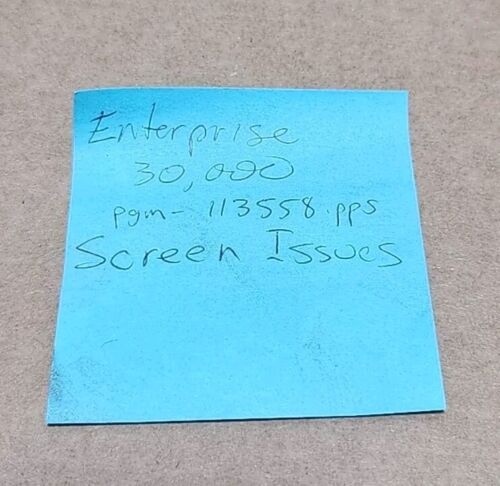 Enterprise
30,000
pgm- 113558.pps
Screen Issues